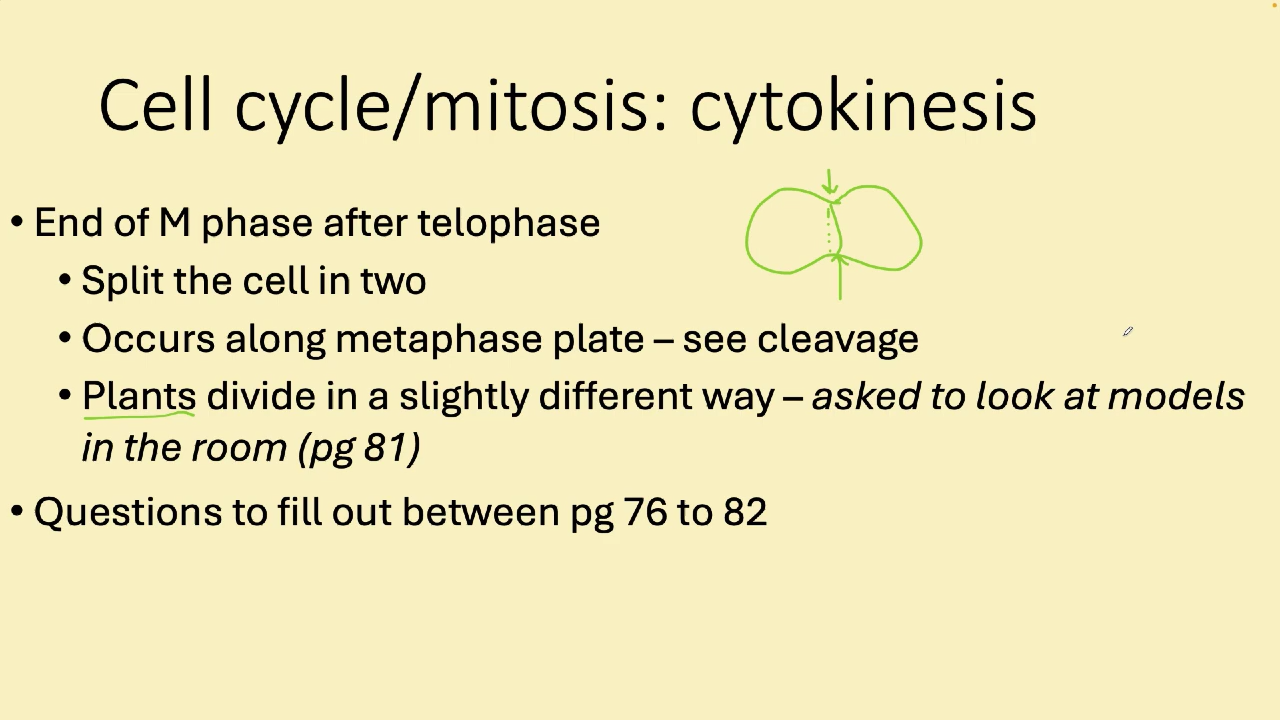 Cell cycle/mitosis: cytokinesis
• End of M phase after telophase
• Split the cell in two
• Occurs along metaphase plate – see cleavage
• Plants divide in a slightly different way – asked to look at models
in the room (pg 81)
• Questions to fill out between pg 76 to 82